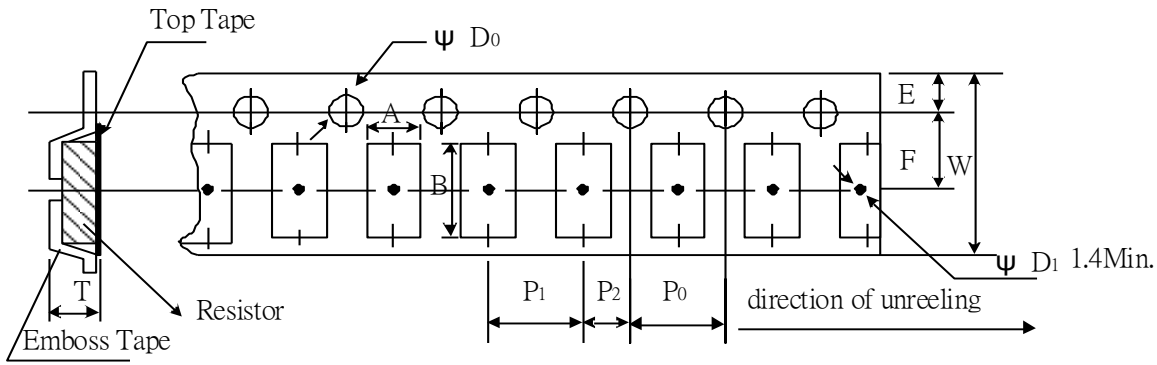 Top Tape
Ψ D0
E
A
F
W
B
Ψ D1 1.4Min.
T
P1
P2
P0
direction of unreeling
Resistor
Emboss Tape